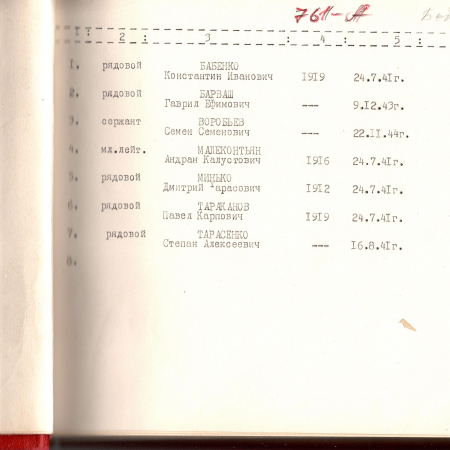 761-А
1 : 2 : 3 : 4 : 5 :
1. рядовой БАБЕНКО
Константин Иванович 1919 24.7.41г.
2. рядовой БАРВАШ
Гаврил Ефимович --- 9.12.43г.
3. сержант ВОРОБЬЕВ
Семен Семенович --- 22.11.44г.
4. мл.лейт. МАЛЕКОНТЬЯН
Андран Калустович 1916 24.7.41г.
5. рядовой МИНЬКО
Дмитрий Тарасович 1912 24.7.41г.
6. рядовой ТАРАКАНОВ
Павел Карпович 1919 24.7.41г.
7. рядовой ТАРАСЕНКО
Степан Алексеевич --- 16.8.41г.
8.